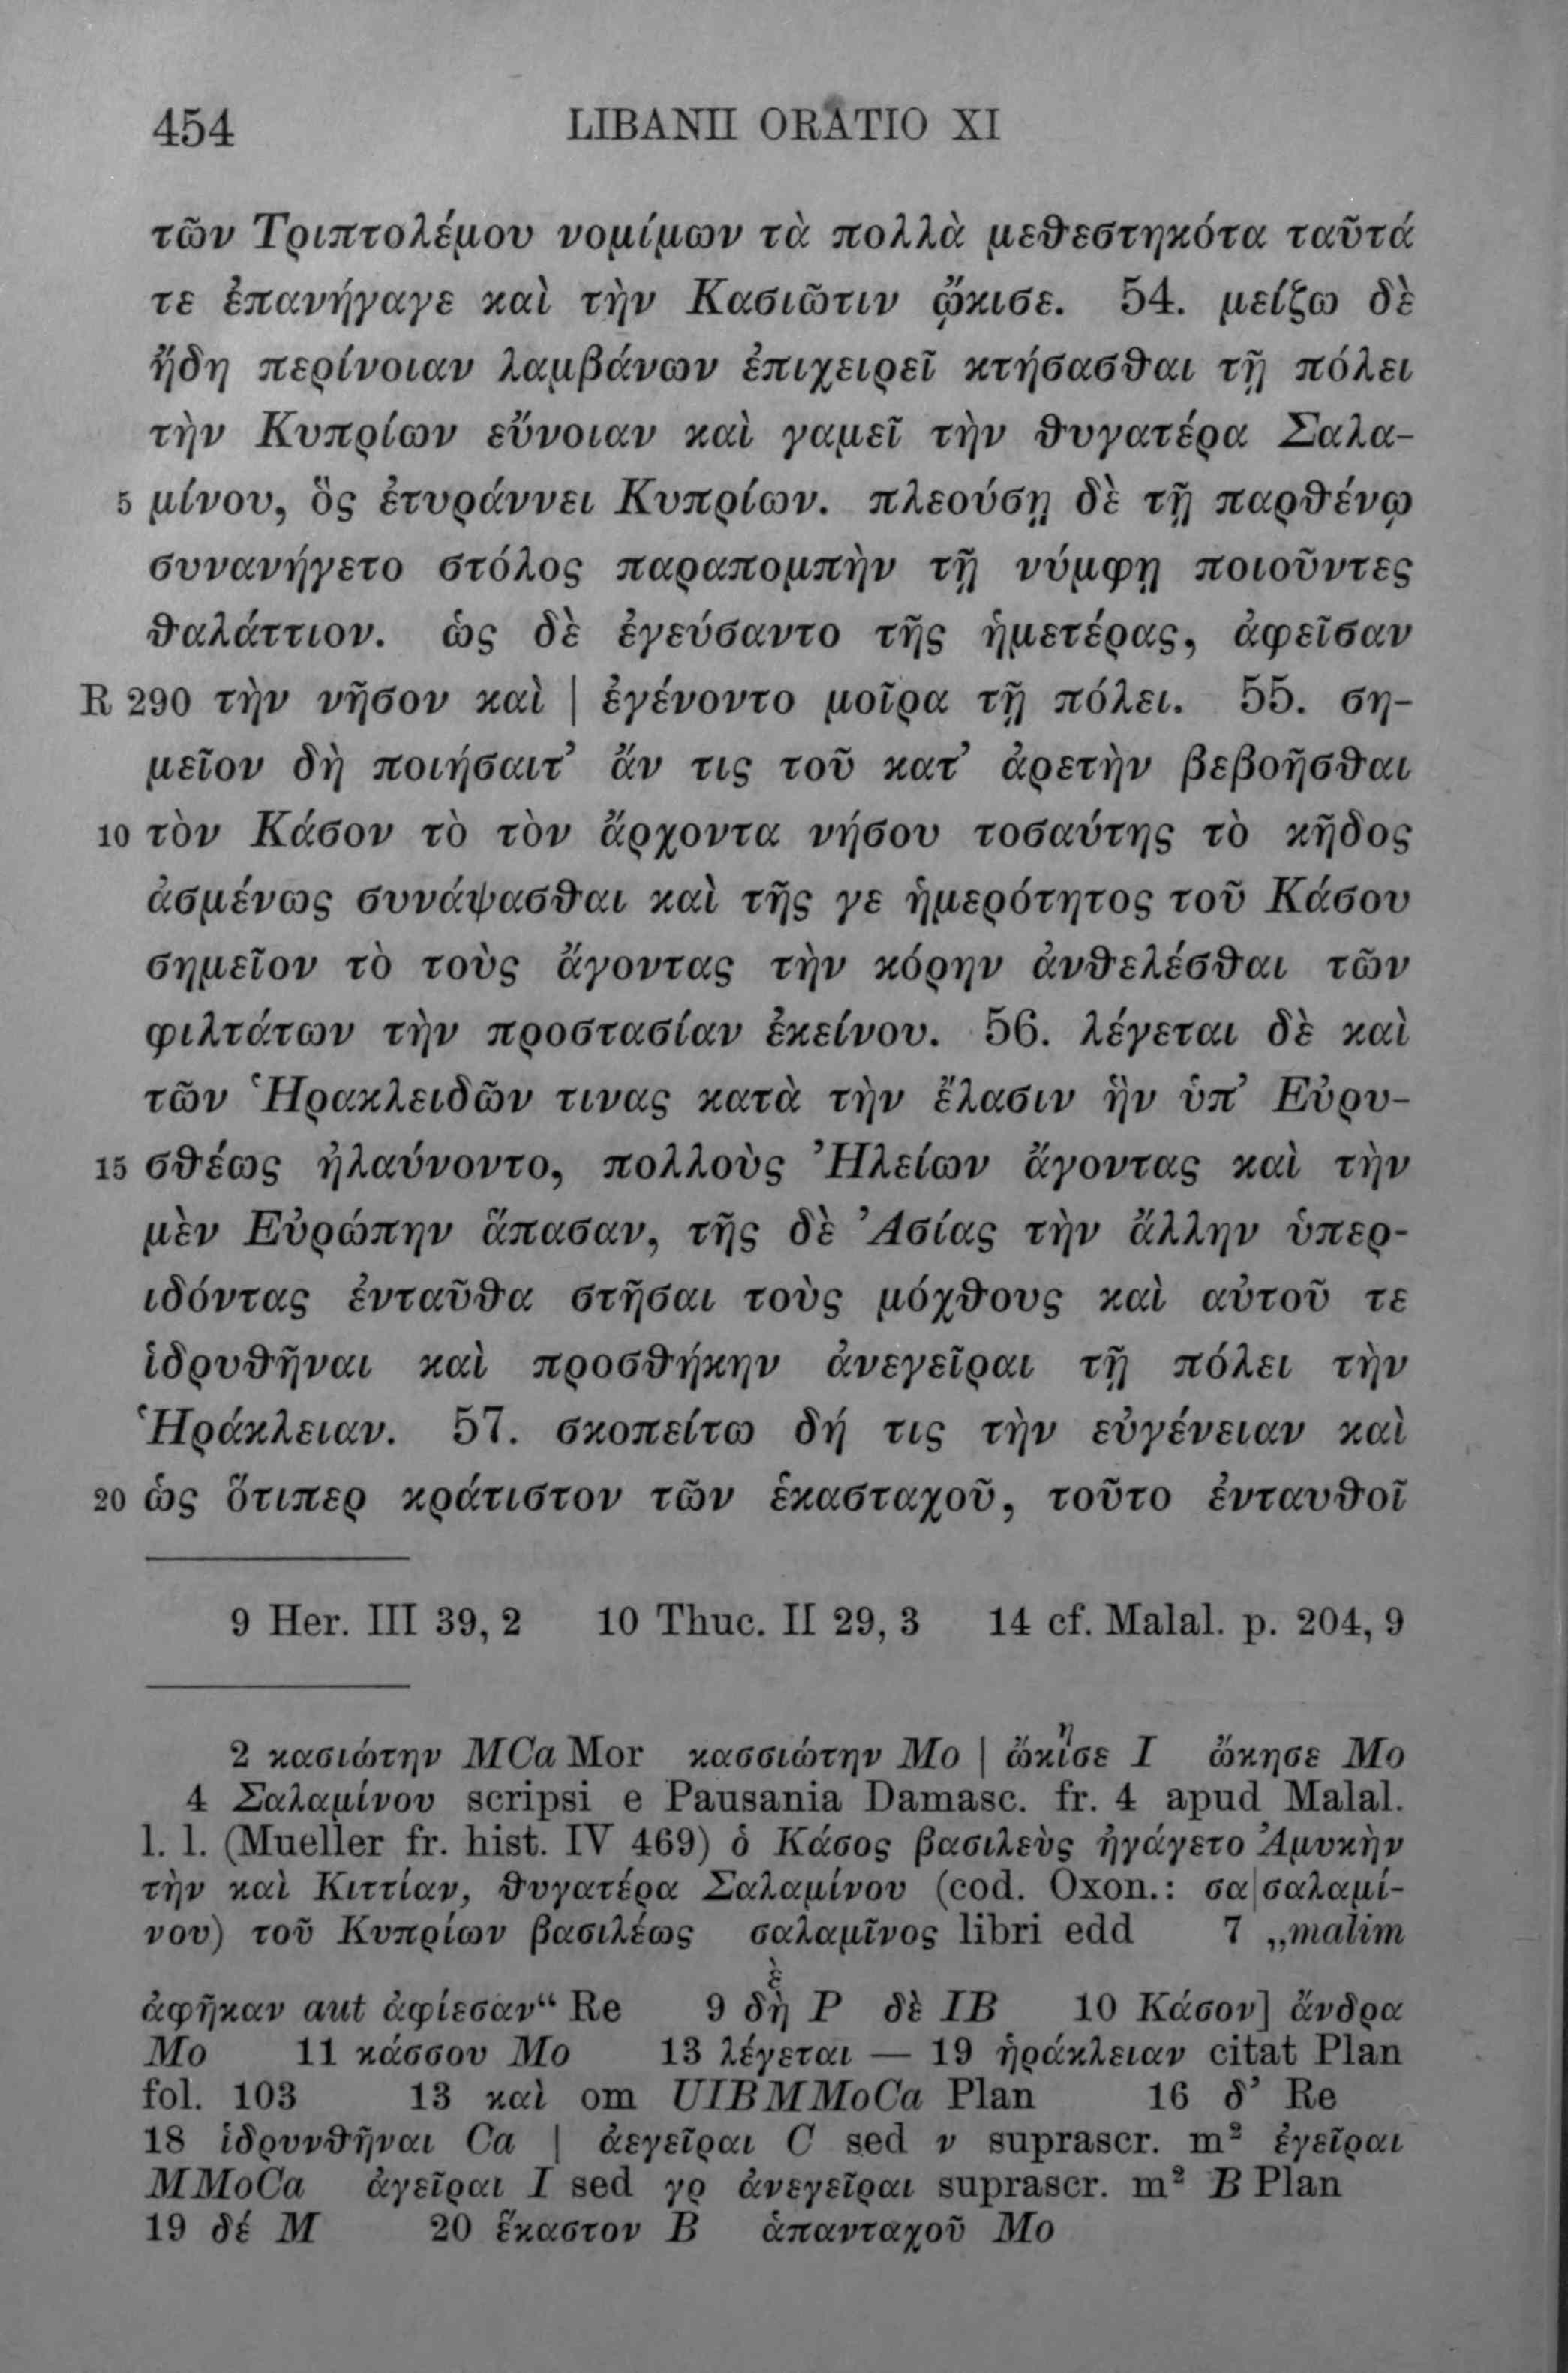 454 LIBANII ORATIO XI
τῶν Τριπτολέμου νομίμων τὰ πολλὰ μεθεστηκότα ταῦτά
τε ἐπανήγαγε καὶ τὴν Κασιῶτιν ᾤκισε. 54. μείζω δὲ
ἤδη περίνοιαν λαμβάνων ἐπιχειρεῖ κτήσασθαι τῇ πόλει
τὴν Κυπρίων εὔνοιαν καὶ γαμεῖ τὴν θυγατέρα Σαλα-
5 μίνου, ὃς ἐτυράννει Κυπρίων. πλεούσῃ δὲ τῇ παρθένῳ
συνανήγετο στόλος παραπομπὴν τῇ νύμφῃ ποιοῦντες
θαλάττιον. ὡς δὲ ἐγεύσαντο τῆς ἡμετέρας, ἀφεῖσαν
R 290 τὴν νῆσον καὶ | ἐγένοντο μοῖρα τῇ πόλει. 55. ση-
μεῖον δὴ ποιήσαιτ’ ἄν τις τοῦ κατ’ ἀρετὴν βεβοῆσθαι
10 τὸν Κάσον τὸ τὸν ἄρχοντα νήσου τοσαύτης τὸ κῆδος
ἀσμένως συνάψασθαι καὶ τῆς γε ἡμερότητος τοῦ Κάσου
σημεῖον τὸ τοὺς ἄγοντας τὴν κόρην ἀνθελέσθαι τῶν
φιλτάτων τὴν προστασίαν ἐκείνου. 56. λέγεται δὲ καὶ
τῶν Ἡρακλειδῶν τινας κατὰ τὴν ἔλασιν ἣν ὑπ’ Εὐρυ-
15 σθέως ἠλαύνοντο, πολλοὺς Ἠλείων ἄγοντας καὶ τὴν
μὲν Εὐρώπην ἅπασαν, τῆς δὲ Ἀσίας τὴν ἄλλην ὑπερ-
ιδόντας ἐνταῦθα στῆσαι τοὺς μόχθους καὶ αὐτοῦ τε
ἱδρυθῆναι καὶ προσθήκην ἀνεγεῖραι τῇ πόλει τὴν
Ἡράκλειαν. 57. σκοπείτω δή τις τὴν εὐγένειαν καὶ
20 ὡς ὅτιπερ κράτιστον τῶν ἑκασταχοῦ, τοῦτο ἐνταυθοῖ
9 Her. III 39, 2 10 Thuc. II 29, 3 14 cf. Malal. p. 204, 9
2 κασιώτην MCa Mor κασσιώτην Mo | ὤκισε I ὤκησε Mo
4 Σαλαμίνου scripsi e Pausania Damasc. fr. 4 apud Malal.
l. l. (Mueller fr. hist. IV 469) ὁ Κάσος βασιλεὺς ἠγάγετο Ἀμυκὴν
τὴν καὶ Κιττίαν, θυγατέρα Σαλαμίνου (cod. Oxon.: σα|σαλαμί-
νου) τοῦ Κυπρίων βασιλέως σαλαμῖνος libri edd 7 „malim
ἀφῆκαν aut ἀφίεσαν“ Re 9 δὴ P δὲ IB 10 Κάσον] ἄνδρα
Mo 11 κάσσου Mo 13 λέγεται — 19 ἡράκλειαν citat Plan
fol. 103 13 καὶ om UIBMMoCa Plan 16 δ’ Re
18 ἱδρυνθῆναι Ca | ἀεγεῖραι C sed ν suprascr. m² ἐγεῖραι
MMoCa ἀγεῖραι I sed γρ ἀνεγεῖραι suprascr. m² B Plan
19 δέ M 20 ἕκαστον B ἁπανταχοῦ Mo